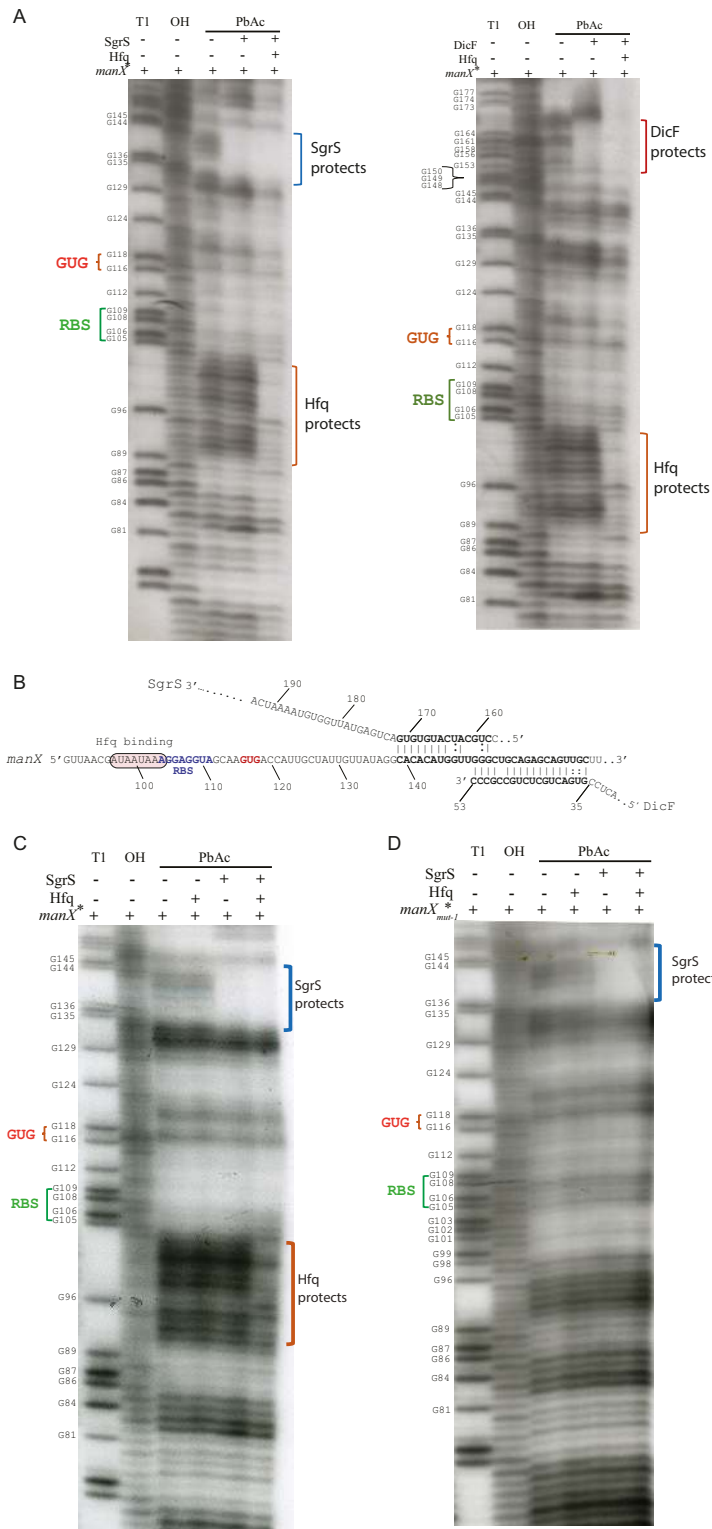 A
T1 OH PbAc
SgrS - - - + +
Hfq - - - - +
manX* + + + + +
G145
G144
G136
G135
G129
G124
G118
G116
G112
G109
G108
G106
G105
G96
G89
G87
G86
G84
G81
GUG
RBS
SgrS protects
Hfq protects
T1 OH PbAc
DicF - - - + +
Hfq - - - - +
manX* + + + + +
G177
G174
G173
G164
G161
G158
G156
G153
G150
G149
G148
G145
G144
G136
G135
G129
G124
G118
G116
G112
G109
G108
G106
G105
G96
G89
G87
G86
G84
G81
GUG
RBS
DicF protects
Hfq protects
B
190 180 170 160
SgrS 3'...... ACUAAAAUGUGGUUAUGAGUCAGUGUGUACUACGUCC..5'
Hfq binding
manX 5'GUUAACGAUAAUAAAAGGAGGUAGCAAGUGACCAUUGCUAUUGUUAUAGGCACACAUGGUUGGGCUGCAGAGCAGUUGCUU..3'
RBS
100 110 120 130 140
3'CCCGCCGUCUCGUCAGUGCCUCA..5' DicF
53 35
C
T1 OH PbAc
SgrS - - - - + +
Hfq - - - + - +
manX* + + + + + +
G145
G144
G136
G135
G129
G124
G118
G116
G112
G109
G108
G106
G105
G96
G89
G87
G86
G84
G81
GUG
RBS
SgrS protects
Hfq protects
D
T1 OH PbAc
SgrS - - - - + +
Hfq - - - + - +
manX mut-1 * + + + + + +
G145
G144
G136
G135
G129
G124
G118
G116
G112
G109
G108
G106
G105
G103
G102
G101
G99
G98
G96
G89
G87
G86
G84
G81
GUG
RBS
SgrS
protect